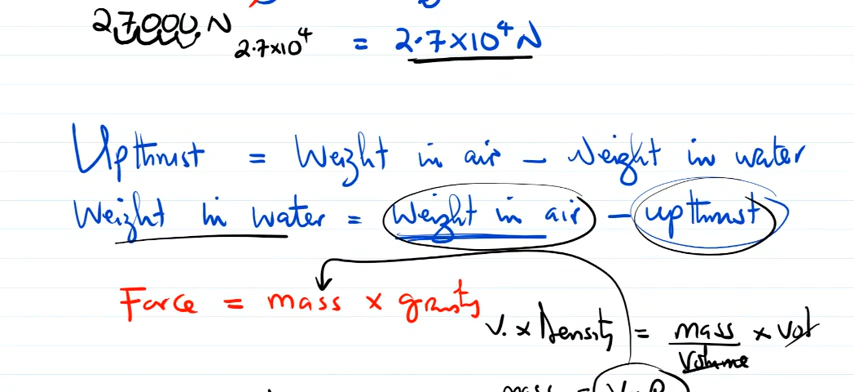 27000 N
2.7×10⁴ = 2.7×10⁴ N
Upthrust = Weight in air - Weight in water
Weight in water = Weight in air - upthrust
Force = mass × gravity
V. × Density = mass / Volume × Vol
mass = V.ρ